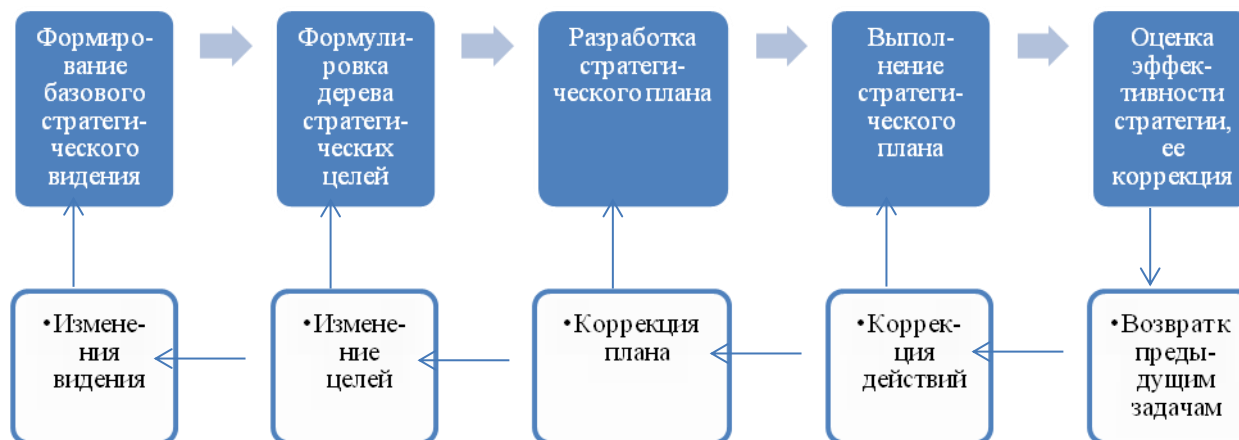 Формиро-
вание
базового
стратеги-
ческого
видения
Формули-
ровка
дерева
стратеги-
ческих
целей
Разработка
стратеги-
ческого плана
Выпол-
нение
стратеги-
ческого
плана
Оценка
эффек-
тивности
стратегии,
ее
коррекция
•Измене-
ния
видения
•Измене-
ние
целей
•Коррекция
плана
•Коррек-
ция
действий
•Возврат к
преды-
дущим
задачам